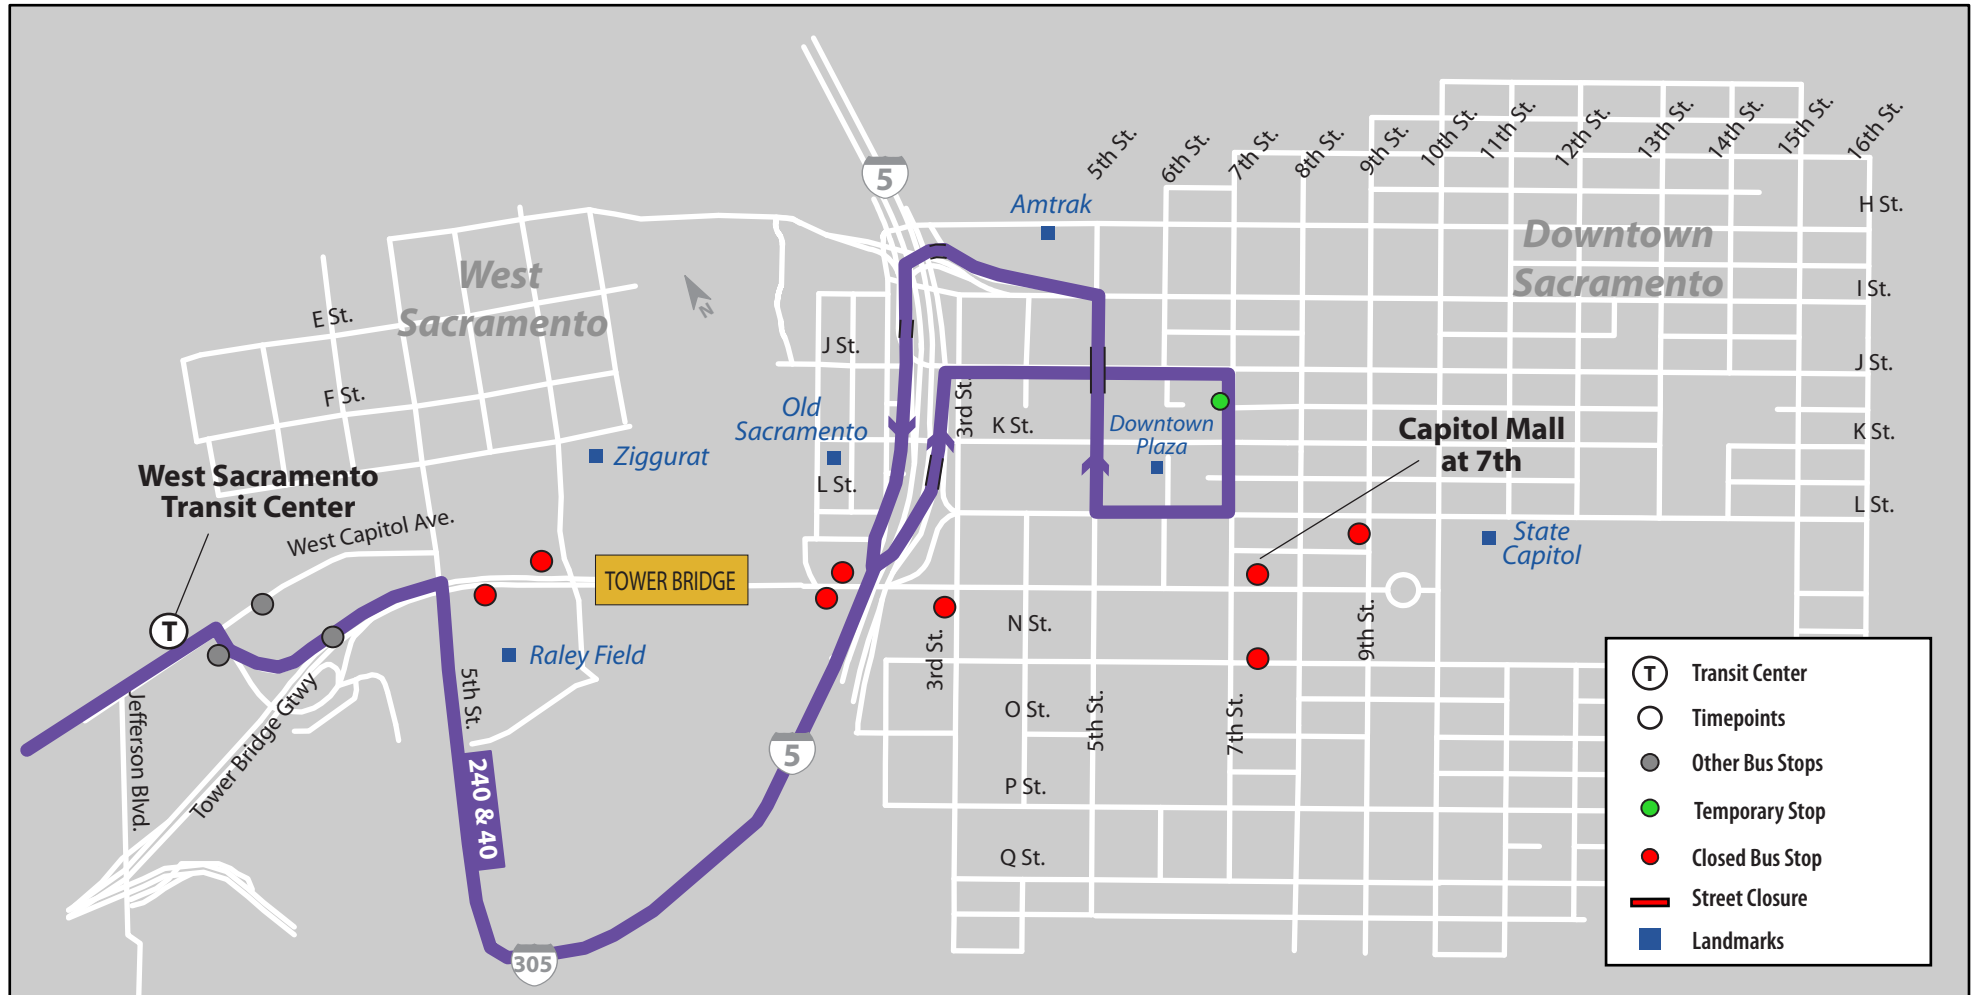 5
5th St.
6th St.
7th St.
8th St.
9th St.
10th St.
11th St.
12th St.
13th St.
14th St.
15th St.
16th St.
Amtrak
H St.
Downtown
Sacramento
West
Sacramento
N
E St.
I St.
J St.
J St.
F St.
3rd St.
Old
Sacramento
K St.
Downtown
Plaza
Capitol Mall
at 7th
K St.
Ziggurat
West Sacramento
Transit Center
L St.
L St.
West Capitol Ave.
State
Capitol
TOWER BRIDGE
T
N St.
9th St.
Raley Field
3rd St.
5th St.
Jefferson Blvd.
Tower Bridge Gtwy
O St.
5th St.
7th St.
5
240 & 40
P St.
Q St.
305
T
Transit Center
Timepoints
Other Bus Stops
Temporary Stop
Closed Bus Stop
Street Closure
Landmarks